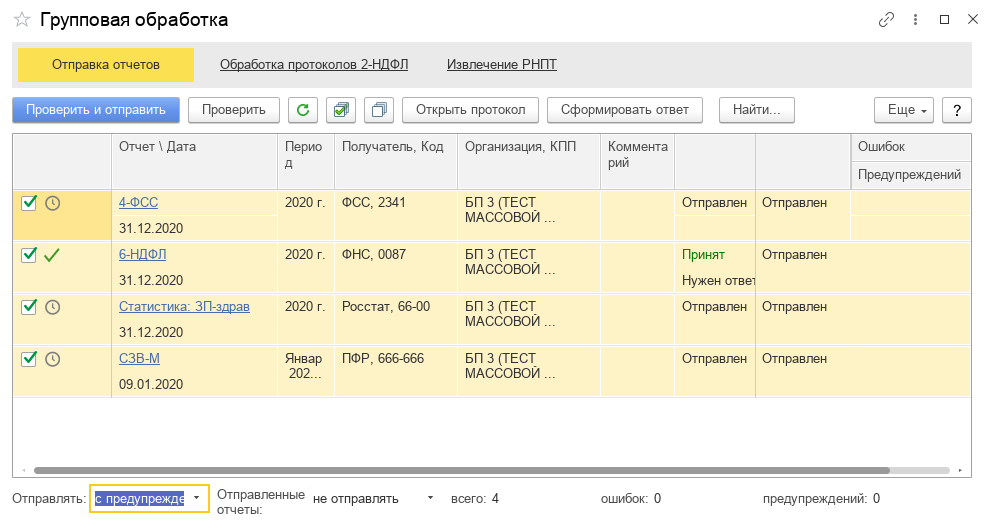 Групповая обработка
Отправка отчетов
Обработка протоколов 2-НДФЛ
Извлечение РНПТ
Проверить и отправить
Проверить
Открыть протокол
Сформировать ответ
Найти...
Еще
?
Отчет \ Дата
Перио
д
Получатель, Код
Организация, КПП
Коммента
рий
Ошибок
Предупреждений
4-ФСС
31.12.2020
2020 г.
ФСС, 2341
БП 3 (ТЕСТ
МАССОВОЙ ...
Отправлен
Отправлен
6-НДФЛ
31.12.2020
2020 г.
ФНС, 0087
БП 3 (ТЕСТ
МАССОВОЙ ...
Принят
Нужен ответ
Отправлен
Статистика: ЗП-здрав
31.12.2020
2020 г.
Росстат, 66-00
БП 3 (ТЕСТ
МАССОВОЙ ...
Отправлен
Отправлен
СЗВ-М
09.01.2020
Январ
202...
ПФР, 666-666
БП 3 (ТЕСТ
МАССОВОЙ ...
Отправлен
Отправлен
Отправлять:
с предупрежде
Отправленные
отчеты:
не отправлять
всего: 4
ошибок: 0
предупреждений: 0